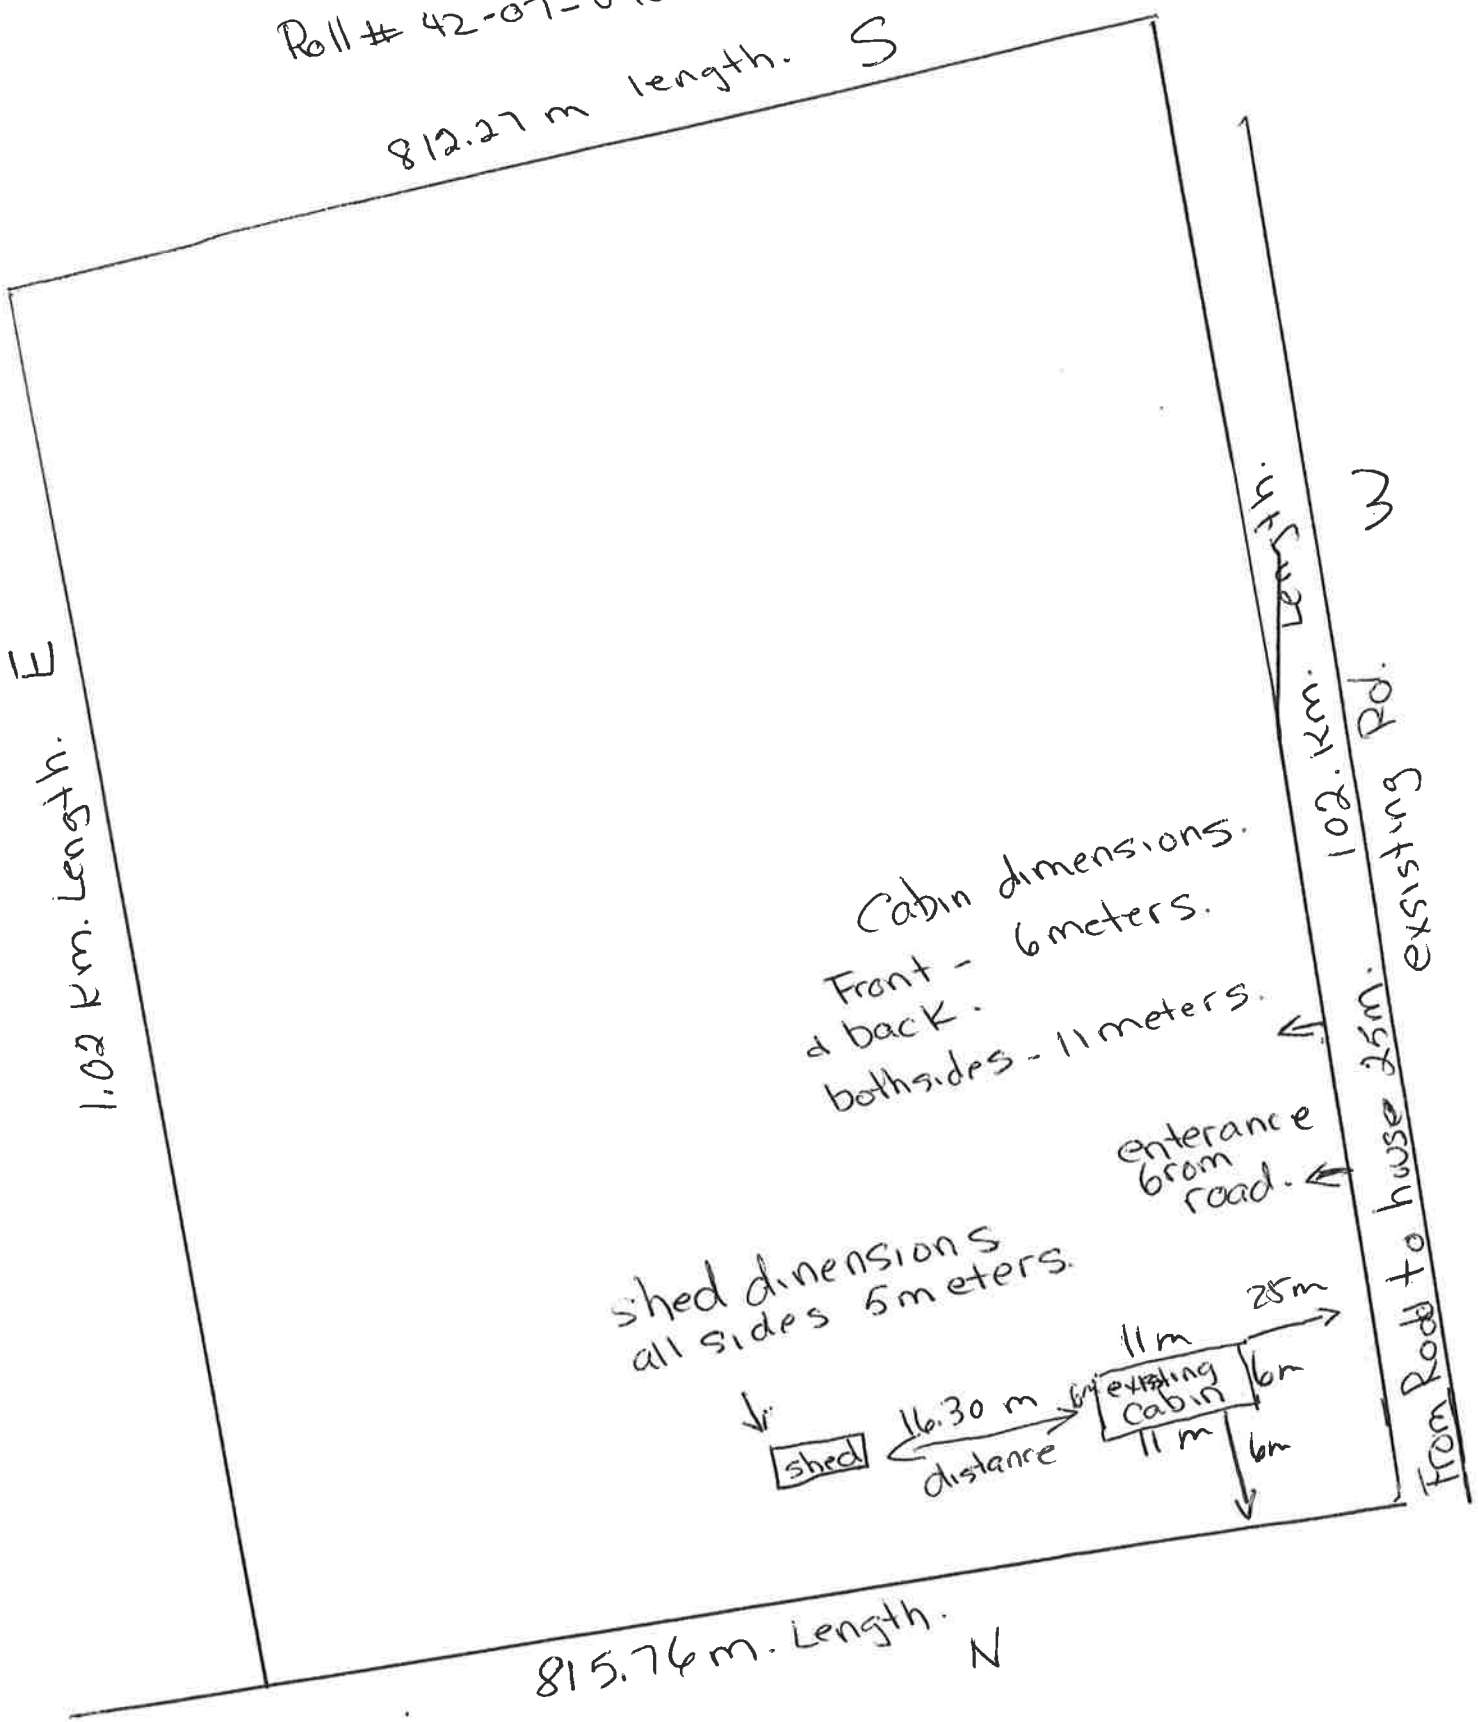 Roll # 42-07-
812.27 m length. S
E
1.02 Km. Length.
W
102. Km. Length.
exsisting Rd.
From Road to house 25m.
Cabin dimensions.
Front - 6 meters.
& back.
bothsides - 11 meters.
enterance
from
road.
shed dinensions
all sides 5 meters.
25m
11 m
6m
existing
cabin
6m
11 m
6m
16.30 m
distance
shed
815.76 m. Length.
N